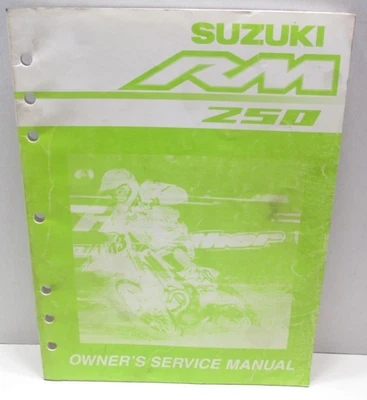 SUZUKI
RM
250
OWNER'S SERVICE MANUAL